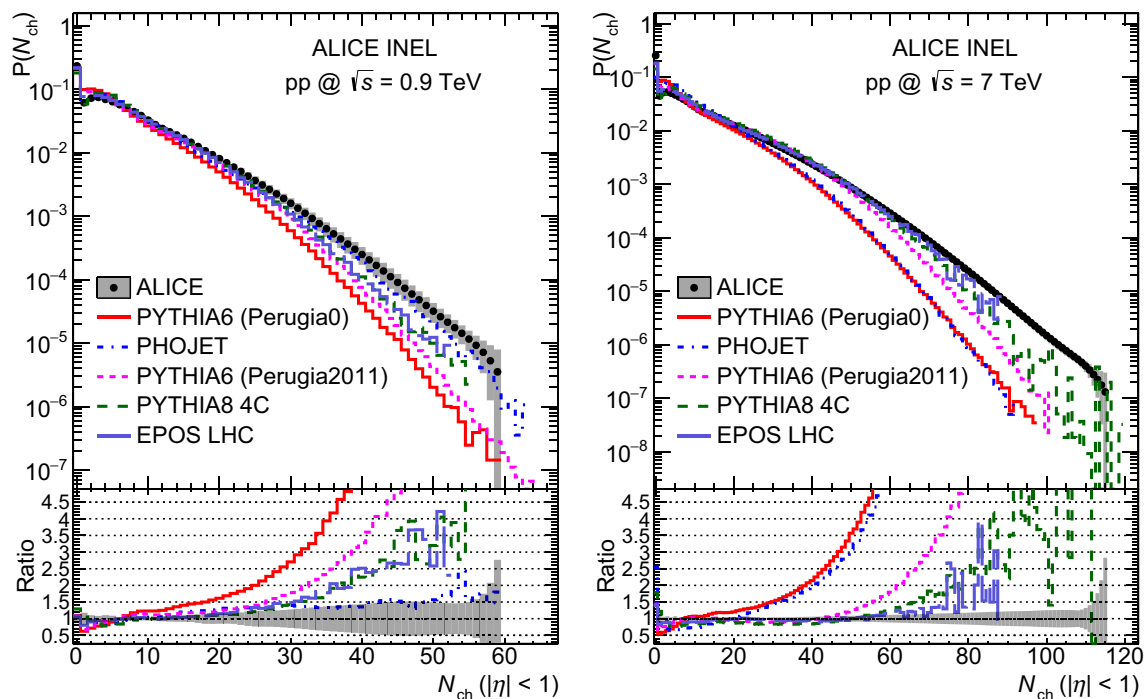 P(N_ch)
ALICE INEL
pp @ √s = 0.9 TeV
1
10⁻¹
10⁻²
10⁻³
10⁻⁴
10⁻⁵
10⁻⁶
10⁻⁷
ALICE
PYTHIA6 (Perugia0)
PHOJET
PYTHIA6 (Perugia2011)
PYTHIA8 4C
EPOS LHC
Ratio
4.5
4
3.5
3
2.5
2
1.5
1
0.5
0 10 20 30 40 50 60
N_ch (|η| < 1)
P(N_ch)
ALICE INEL
pp @ √s = 7 TeV
1
10⁻¹
10⁻²
10⁻³
10⁻⁴
10⁻⁵
10⁻⁶
10⁻⁷
10⁻⁸
ALICE
PYTHIA6 (Perugia0)
PHOJET
PYTHIA6 (Perugia2011)
PYTHIA8 4C
EPOS LHC
Ratio
4.5
4
3.5
3
2.5
2
1.5
1
0.5
0 20 40 60 80 100 120
N_ch (|η| < 1)